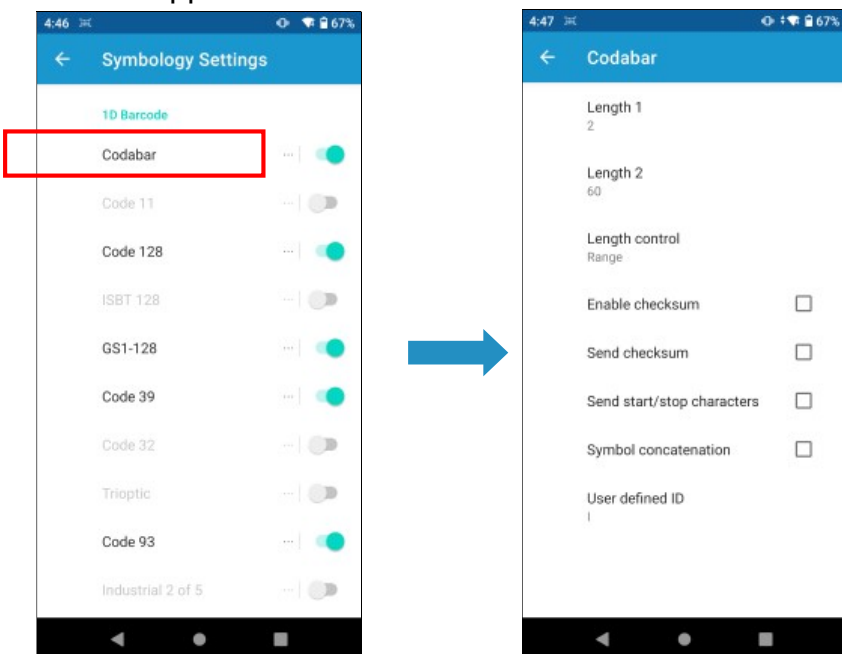 4:46
67%
Symbology Settings
1D Barcode
Codabar
Code 11
Code 128
ISBT 128
GS1-128
Code 39
Code 32
Trioptic
Code 93
Industrial 2 of 5
4:47
67%
Codabar
Length 1
2
Length 2
60
Length control
Range
Enable checksum
Send checksum
Send start/stop characters
Symbol concatenation
User defined ID